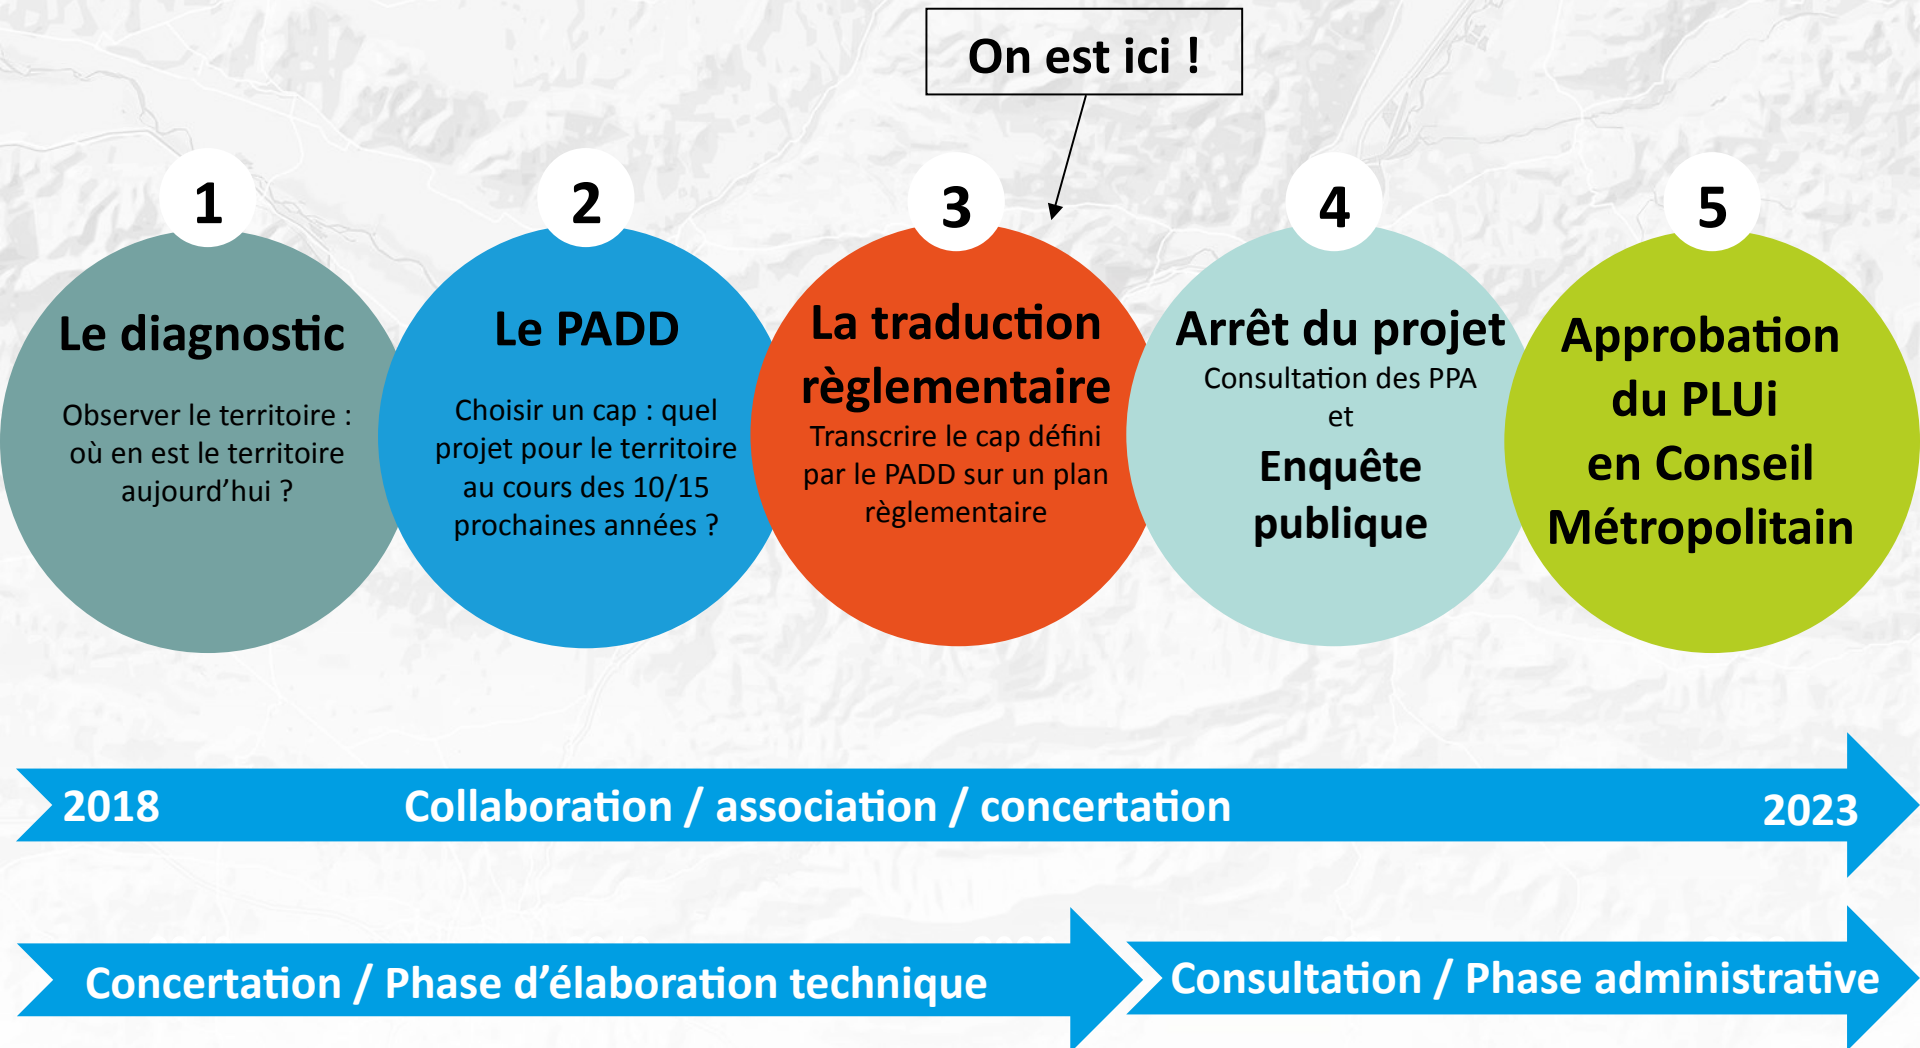 On est ici !
1
Le diagnostic
Observer le territoire :
où en est le territoire
aujourd’hui ?
2
Le PADD
Choisir un cap : quel
projet pour le territoire
au cours des 10/15
prochaines années ?
3
La traduction
règlementaire
Transcrire le cap défini
par le PADD sur un plan
règlementaire
4
Arrêt du projet
Consultation des PPA
et
Enquête
publique
5
Approbation
du PLUi
en Conseil
Métropolitain
2018
Collaboration / association / concertation
2023
Concertation / Phase d’élaboration technique
Consultation / Phase administrative